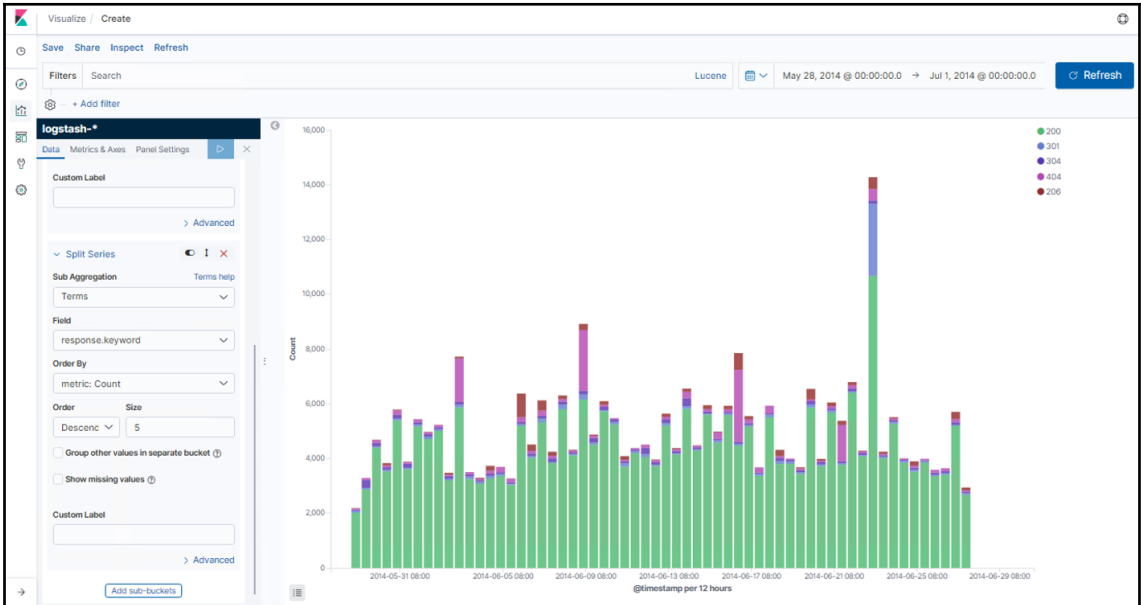 Visualize / Create
Save Share Inspect Refresh
Filters Search Lucene May 28, 2014 @ 00:00:00.0 → Jul 1, 2014 @ 00:00:00.0 Refresh
+ Add filter
logstash-*
Data Metrics & Axes Panel Settings
Custom Label
> Advanced
Split Series
Sub Aggregation Terms help
Terms
Field
response.keyword
Order By
metric: Count
Order Size
Descenc 5
Group other values in separate bucket
Show missing values
Custom Label
> Advanced
Add sub-buckets
16,000
14,000
12,000
10,000
8,000
6,000
4,000
2,000
0
Count
2014-05-31 08:00 2014-06-05 08:00 2014-06-09 08:00 2014-06-13 08:00 2014-06-17 08:00 2014-06-21 08:00 2014-06-25 08:00 2014-06-29 08:00
@timestamp per 12 hours
200
301
304
404
206